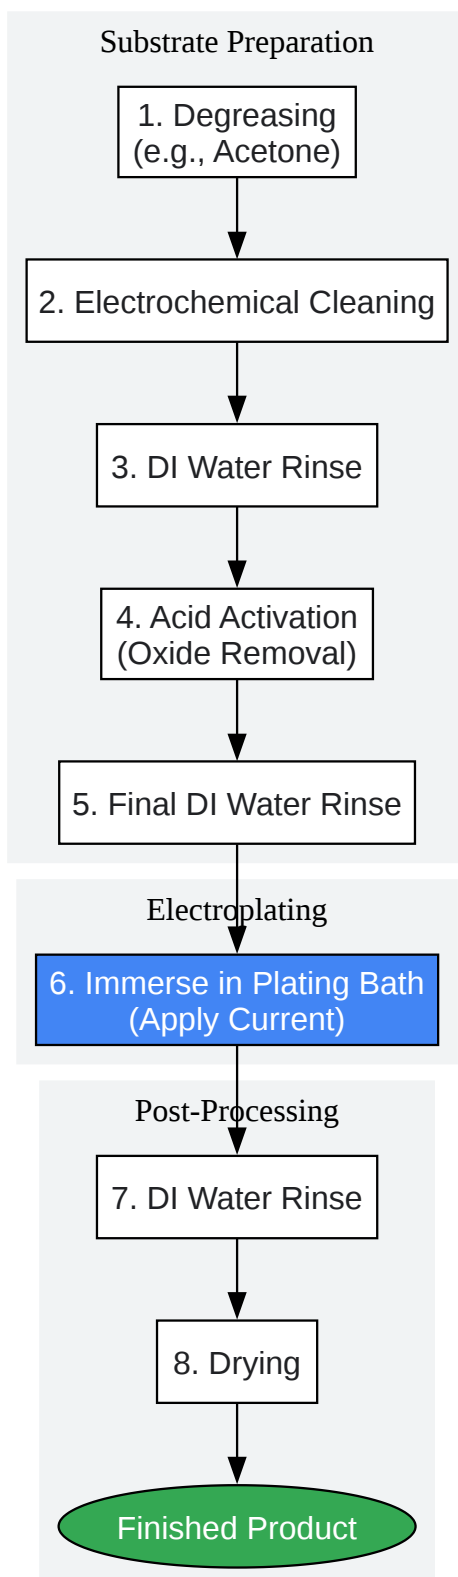 Substrate Preparation
1. Degreasing
(e.g., Acetone)
2. Electrochemical Cleaning
3. DI Water Rinse
4. Acid Activation
(Oxide Removal)
5. Final DI Water Rinse
Electroplating
6. Immerse in Plating Bath
(Apply Current)
Post-Processing
7. DI Water Rinse
8. Drying
Finished Product